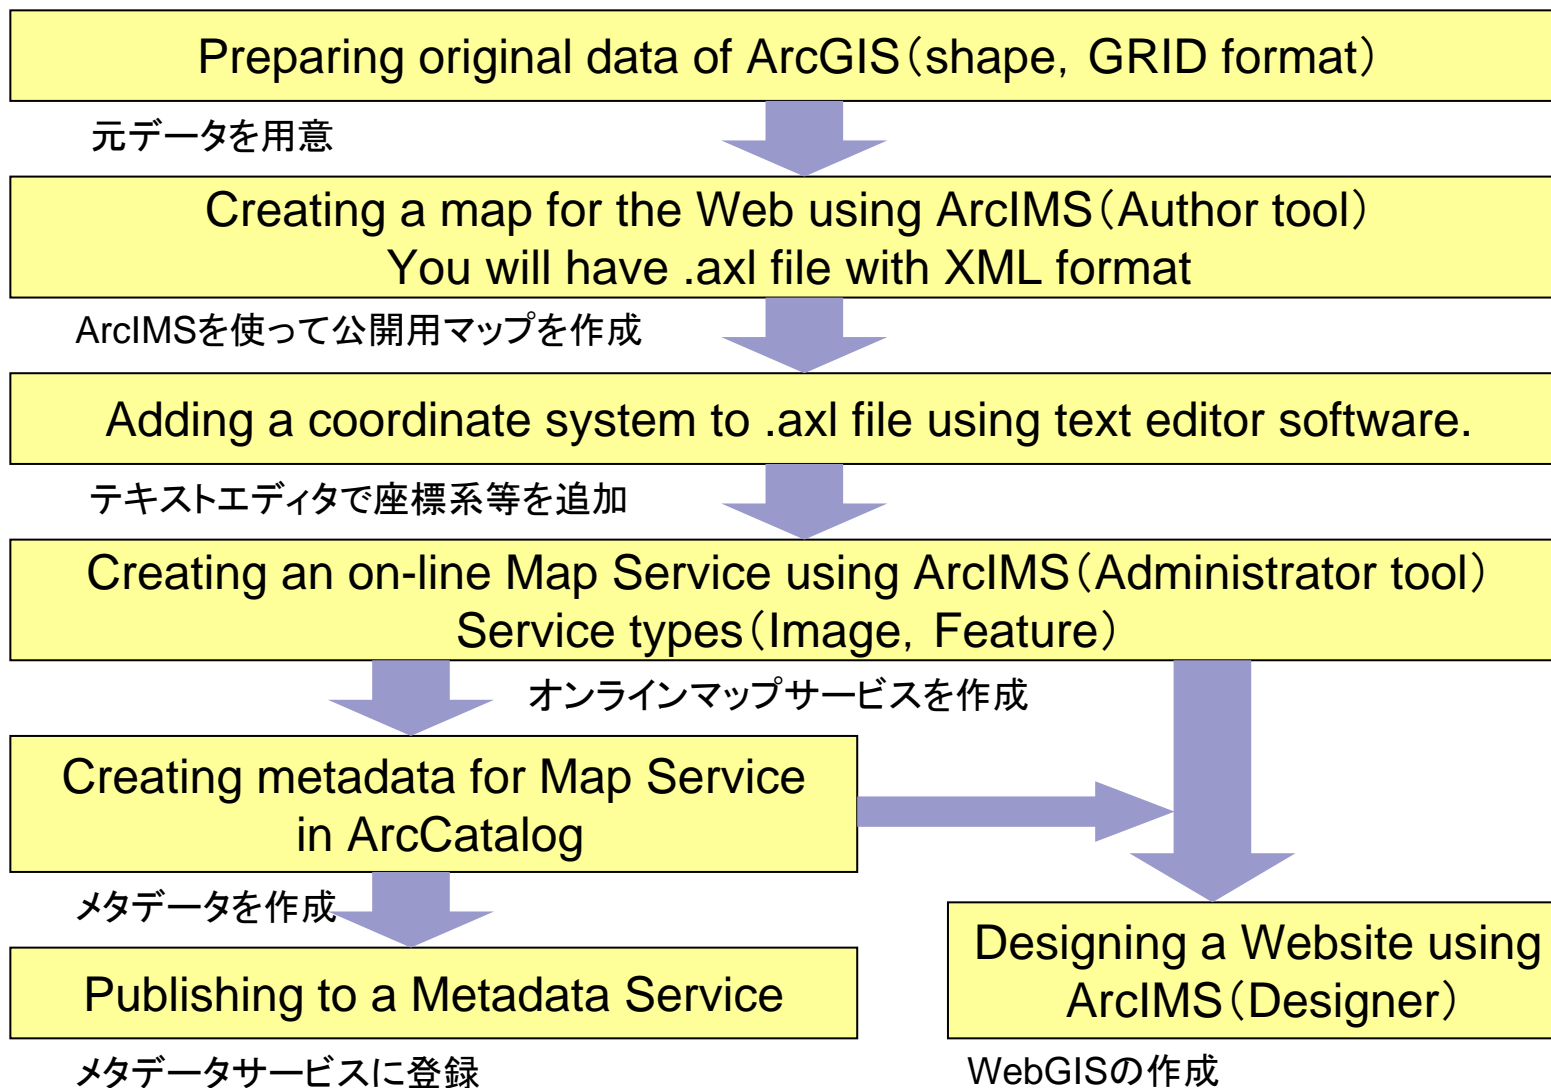 Preparing original data of ArcGIS(shape, GRID format)
元データを用意
Creating a map for the Web using ArcIMS(Author tool)
You will have .axl file with XML format
ArcIMSを使って公開用マップを作成
Adding a coordinate system to .axl file using text editor software.
テキストエディタで座標系等を追加
Creating an on-line Map Service using ArcIMS(Administrator tool)
Service types(Image, Feature)
オンラインマップサービスを作成
Creating metadata for Map Service
in ArcCatalog
メタデータを作成
Publishing to a Metadata Service
メタデータサービスに登録
Designing a Website using
ArcIMS(Designer)
WebGISの作成